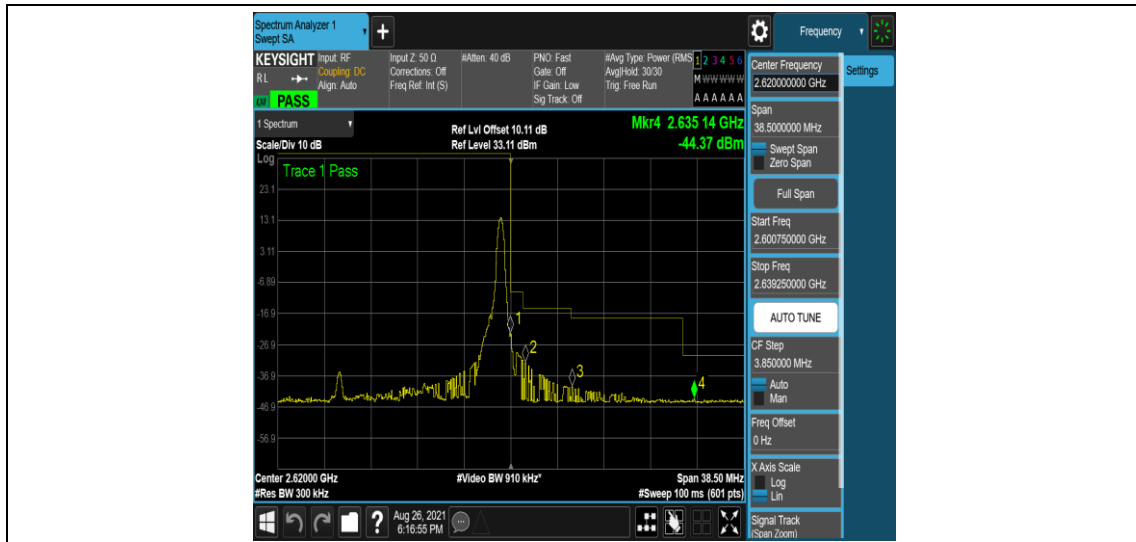 Spectrum Analyzer 1
Swept SA
+
Frequency
KEYSIGHT
RL
PASS
Input: RF
Coupling: DC
Align: Auto
Input Z: 50 Ω
Corrections: Off
Freq Ref: Int (S)
#Atten: 40 dB
PNO: Fast
Gate: Off
IF Gain: Low
Sig Track: Off
#Avg Type: Power (RMS
Avg|Hold: 30/30
Trig: Free Run
1 2 3 4 5 6
M W W W W W
A A A A A A
1 Spectrum
Scale/Div 10 dB
Ref Lvl Offset 10.11 dB
Ref Level 33.11 dBm
Mkr4 2.635 14 GHz
-44.37 dBm
Log
Trace 1 Pass
23.1
13.1
3.11
-6.89
-16.9
-26.9
-36.9
-46.9
-56.9
1
2
3
4
Center 2.62000 GHz
#Res BW 300 kHz
#Video BW 910 kHz*
Span 38.50 MHz
#Sweep 100 ms (601 pts)
?
Aug 26, 2021
6:16:55 PM
Center Frequency
2.620000000 GHz
Settings
Span
38.5000000 MHz
Swept Span
Zero Span
Full Span
Start Freq
2.600750000 GHz
Stop Freq
2.639250000 GHz
AUTO TUNE
CF Step
3.850000 MHz
Auto
Man
Freq Offset
0 Hz
X Axis Scale
Log
Lin
Signal Track
(Span Zoom)